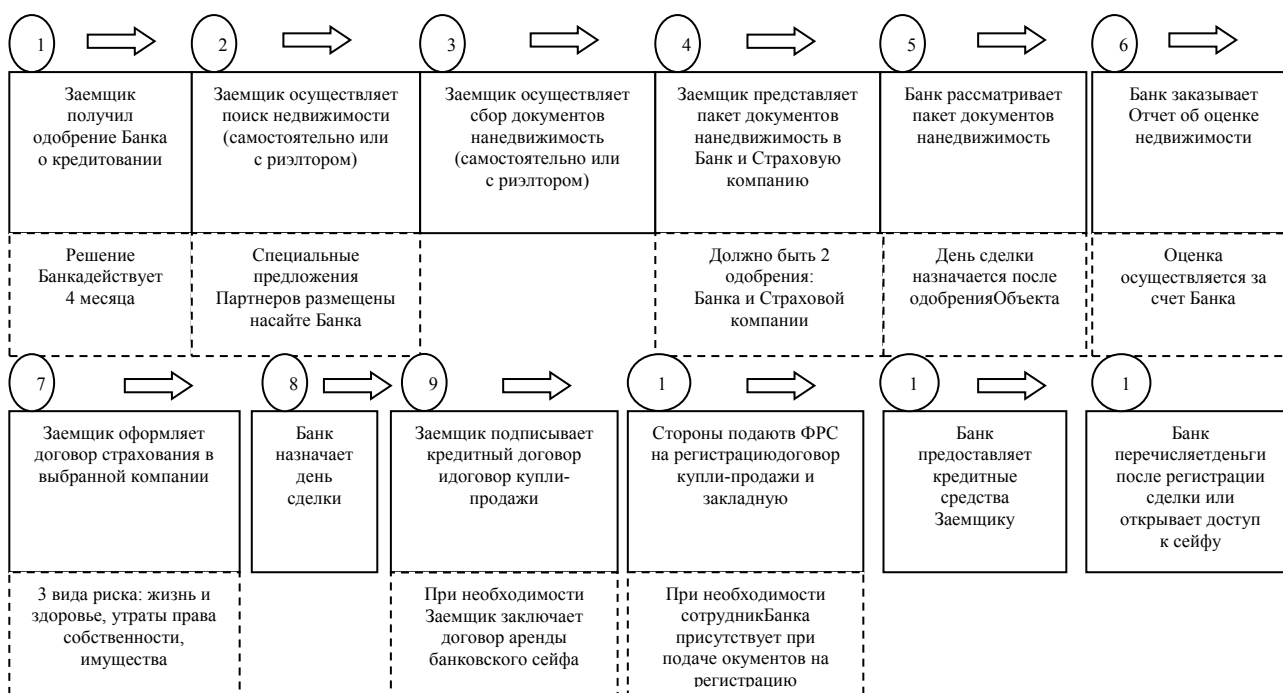 1
2
3
4
5
6
Заемщик
получил
одобрение Банка
о кредитовании
Заемщик осуществляет
поиск недвижимости
(самостоятельно или
с риэлтором)
Заемщик осуществляет
сбор документов
нанедвижимость
(самостоятельно или
с риэлтором)
Заемщик представляет
пакет документов
нанедвижимость в
Банк и Страховую
компанию
Банк рассматривает
пакет документов
нанедвижимость
Банк заказывает
Отчет об оценке
недвижимости
Решение
Банкадействует
4 месяца
Специальные
предложения
Партнеров размещены
насайте Банка
Должно быть 2
одобрения:
Банка и Страховой
компании
День сделки
назначается после
одобренияОбъекта
Оценка
осуществляется за
счет Банка
7
8
9
1
1
1
Заемщик оформляет
договор страхования в
выбранной компании
Банк
назначает
день
сделки
Заемщик подписывает
кредитный договор
идоговор купли-
продажи
Стороны подаютв ФРС
на регистрациюдоговор
купли-продажи и
закладную
Банк
предоставляет
кредитные
средства
Заемщику
Банк
перечисляетденьги
после регистрации
сделки или
открывает доступ
к сейфу
3 вида риска: жизнь и
здоровье, утраты права
собственности,
имущества
При необходимости
Заемщик заключает
договор аренды
банковского сейфа
При необходимости
сотрудникБанка
присутствует при
подаче окументов на
регистрацию